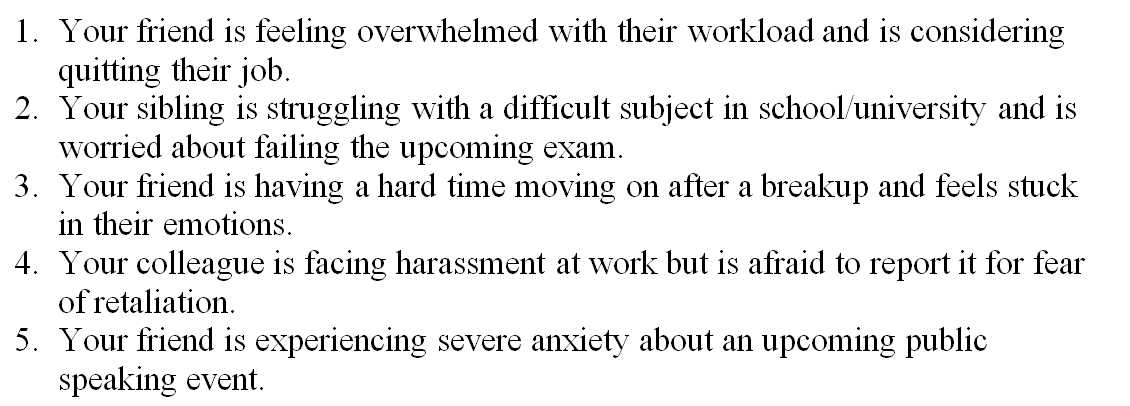 1. Your friend is feeling overwhelmed with their workload and is considering
quitting their job.
2. Your sibling is struggling with a difficult subject in school/university and is
worried about failing the upcoming exam.
3. Your friend is having a hard time moving on after a breakup and feels stuck
in their emotions.
4. Your colleague is facing harassment at work but is afraid to report it for fear
of retaliation.
5. Your friend is experiencing severe anxiety about an upcoming public
speaking event.